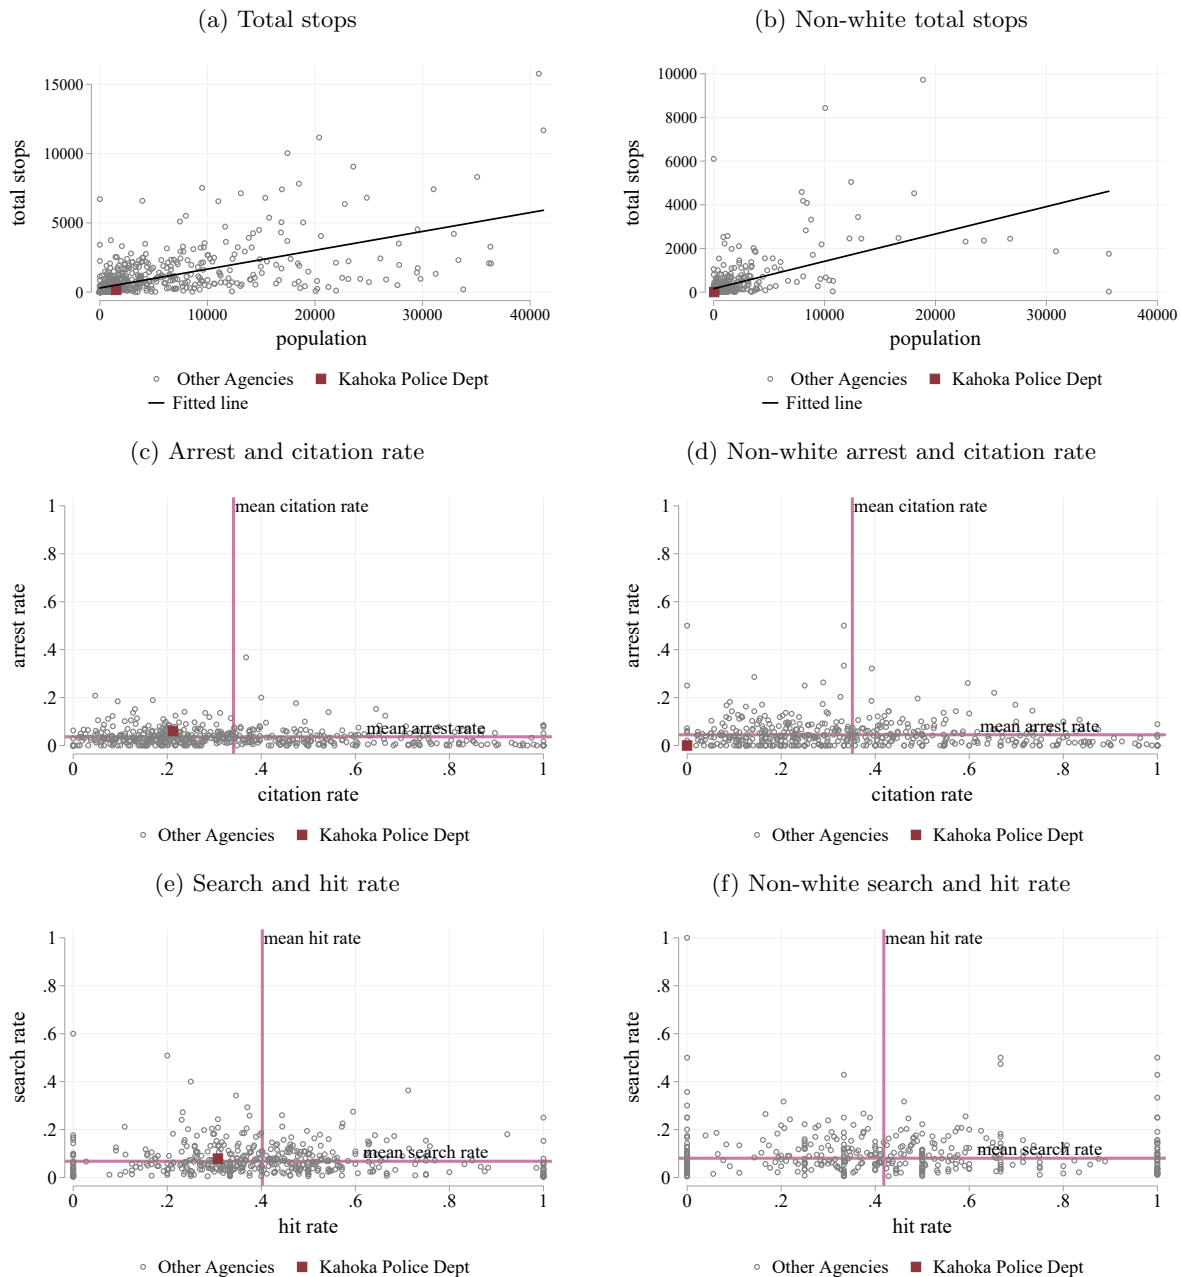 (a) Total stops
(b) Non-white total stops
15000
10000
5000
0
total stops
0 10000 20000 30000 40000
population
Other Agencies Kahoka Police Dept
Fitted line
10000
8000
6000
4000
2000
0
total stops
0 10000 20000 30000 40000
population
Other Agencies Kahoka Police Dept
Fitted line
(c) Arrest and citation rate
(d) Non-white arrest and citation rate
1
.8
.6
.4
.2
0
arrest rate
mean citation rate
mean arrest rate
0 .2 .4 .6 .8 1
citation rate
Other Agencies Kahoka Police Dept
1
.8
.6
.4
.2
0
arrest rate
mean citation rate
mean arrest rate
0 .2 .4 .6 .8 1
citation rate
Other Agencies Kahoka Police Dept
(e) Search and hit rate
(f) Non-white search and hit rate
1
.8
.6
.4
.2
0
search rate
mean hit rate
mean search rate
0 .2 .4 .6 .8 1
hit rate
Other Agencies Kahoka Police Dept
1
.8
.6
.4
.2
0
search rate
mean hit rate
mean search rate
0 .2 .4 .6 .8 1
hit rate
Other Agencies Kahoka Police Dept